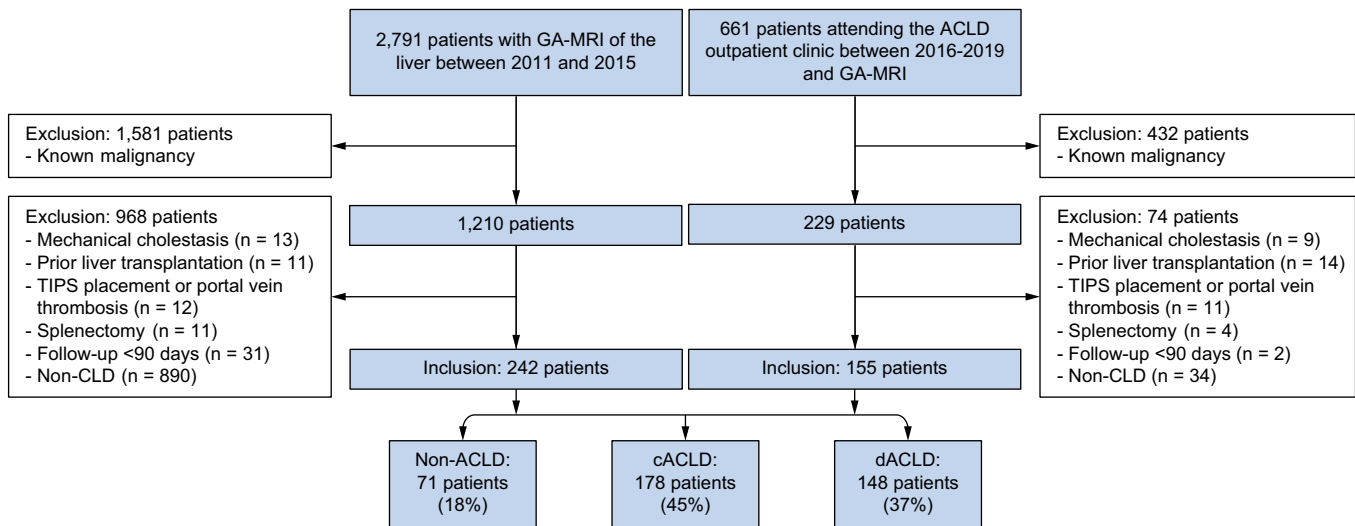 2,791 patients with GA-MRI of the
liver between 2011 and 2015
661 patients attending the ACLD
outpatient clinic between 2016-2019
and GA-MRI
Exclusion: 1,581 patients
- Known malignancy
Exclusion: 432 patients
- Known malignancy
Exclusion: 968 patients
- Mechanical cholestasis (n = 13)
- Prior liver transplantation (n = 11)
- TIPS placement or portal vein
thrombosis (n = 12)
- Splenectomy (n = 11)
- Follow-up <90 days (n = 31)
- Non-CLD (n = 890)
1,210 patients
229 patients
Exclusion: 74 patients
- Mechanical cholestasis (n = 9)
- Prior liver transplantation (n = 14)
- TIPS placement or portal vein
thrombosis (n = 11)
- Splenectomy (n = 4)
- Follow-up <90 days (n = 2)
- Non-CLD (n = 34)
Inclusion: 242 patients
Inclusion: 155 patients
Non-ACLD:
71 patients
(18%)
cACLD:
178 patients
(45%)
dACLD:
148 patients
(37%)